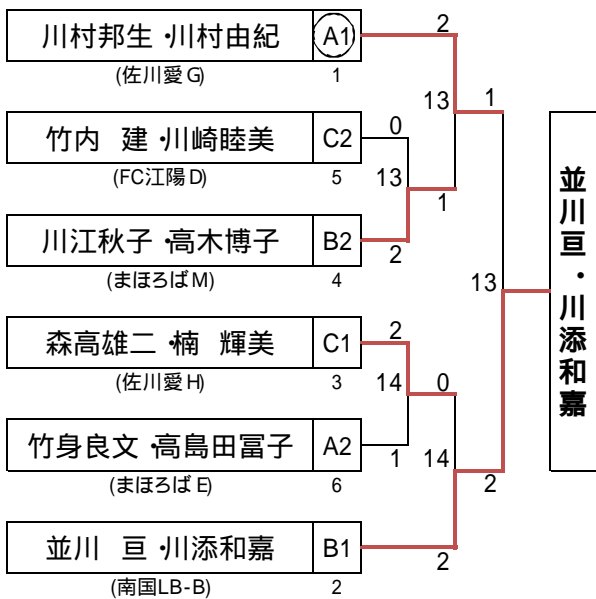 川村邦生・川村由紀 A1
(佐川愛G) 1
竹内 建・川崎睦美 C2
(FC江陽D) 5
川江秋子・高木博子 B2
(まほろばM) 4
森高雄二・楠 輝美 C1
(佐川愛H) 3
竹身良文・高島田冨子 A2
(まほろばE) 6
並川 亘・川添和嘉 B1
(南国LB-B) 2
2
13
1
0
13
1
2
13
2
14
0
1
14
2
2
並川亘・川添和嘉